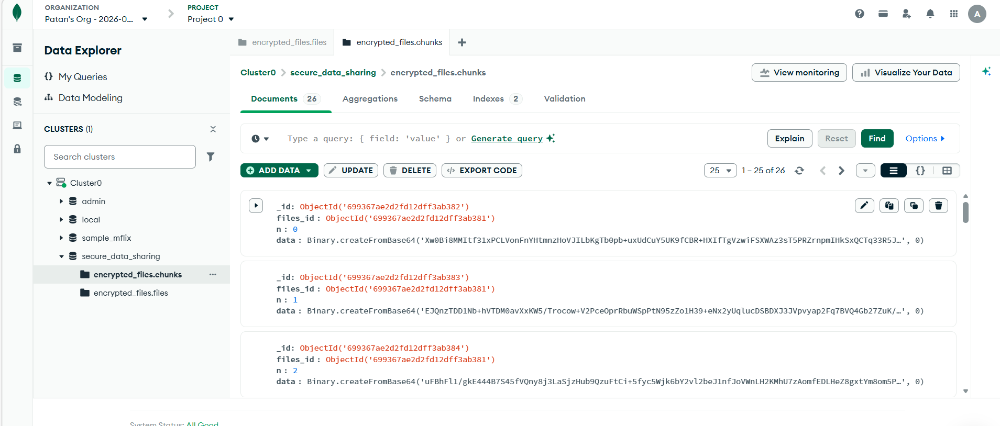 ORGANIZATION
Patan's Org - 2026-0...
PROJECT
Project 0
A
Data Explorer
My Queries
Data Modeling
CLUSTERS (1)
Search clusters
Cluster0
admin
local
sample_mflix
secure_data_sharing
encrypted_files.chunks
encrypted_files.files
encrypted_files.files
encrypted_files.chunks
Cluster0 > secure_data_sharing > encrypted_files.chunks
View monitoring
Visualize Your Data
Documents 26
Aggregations
Schema
Indexes 2
Validation
Type a query: { field: 'value' } or Generate query
Explain
Reset
Find
Options
ADD DATA
UPDATE
DELETE
EXPORT CODE
25
1 – 25 of 26
_id: ObjectId('699367ae2d2fd12dff3ab382')
files_id : ObjectId('699367ae2d2fd12dff3ab381')
n : 0
data : Binary.createFromBase64('Xw0Bi8MMItf31xPCLVonFnYHtmnzHoVJILbKgTb0pb+uxUdCuY5UK9fCBR+HXIfTgVzwiFSXWAz3sT5PRZrnpmIHkSxQCTq33R5J…', 0)
_id: ObjectId('699367ae2d2fd12dff3ab383')
files_id : ObjectId('699367ae2d2fd12dff3ab381')
n : 1
data : Binary.createFromBase64('EJQnzTDD1Nb+hVTDM0avXxKW5/Trocow+V2PceOprRbuWSpPtN95zZo1H39+eNx2yUqlucDSBDXJ3JVpvyap2Fq7BVQ4Gb27ZuK/…', 0)
_id: ObjectId('699367ae2d2fd12dff3ab384')
files_id : ObjectId('699367ae2d2fd12dff3ab381')
n : 2
data : Binary.createFromBase64('uFBhFl1/gkE444B7S45fVQny8j3LaSjzHub9QzuFtCi+5fyc5Wjk6bY2vl2beJ1nfJoVWnLH2KMhU7zAomfEDLHeZ8gxtYm8om5P…', 0)
System Status: All Good